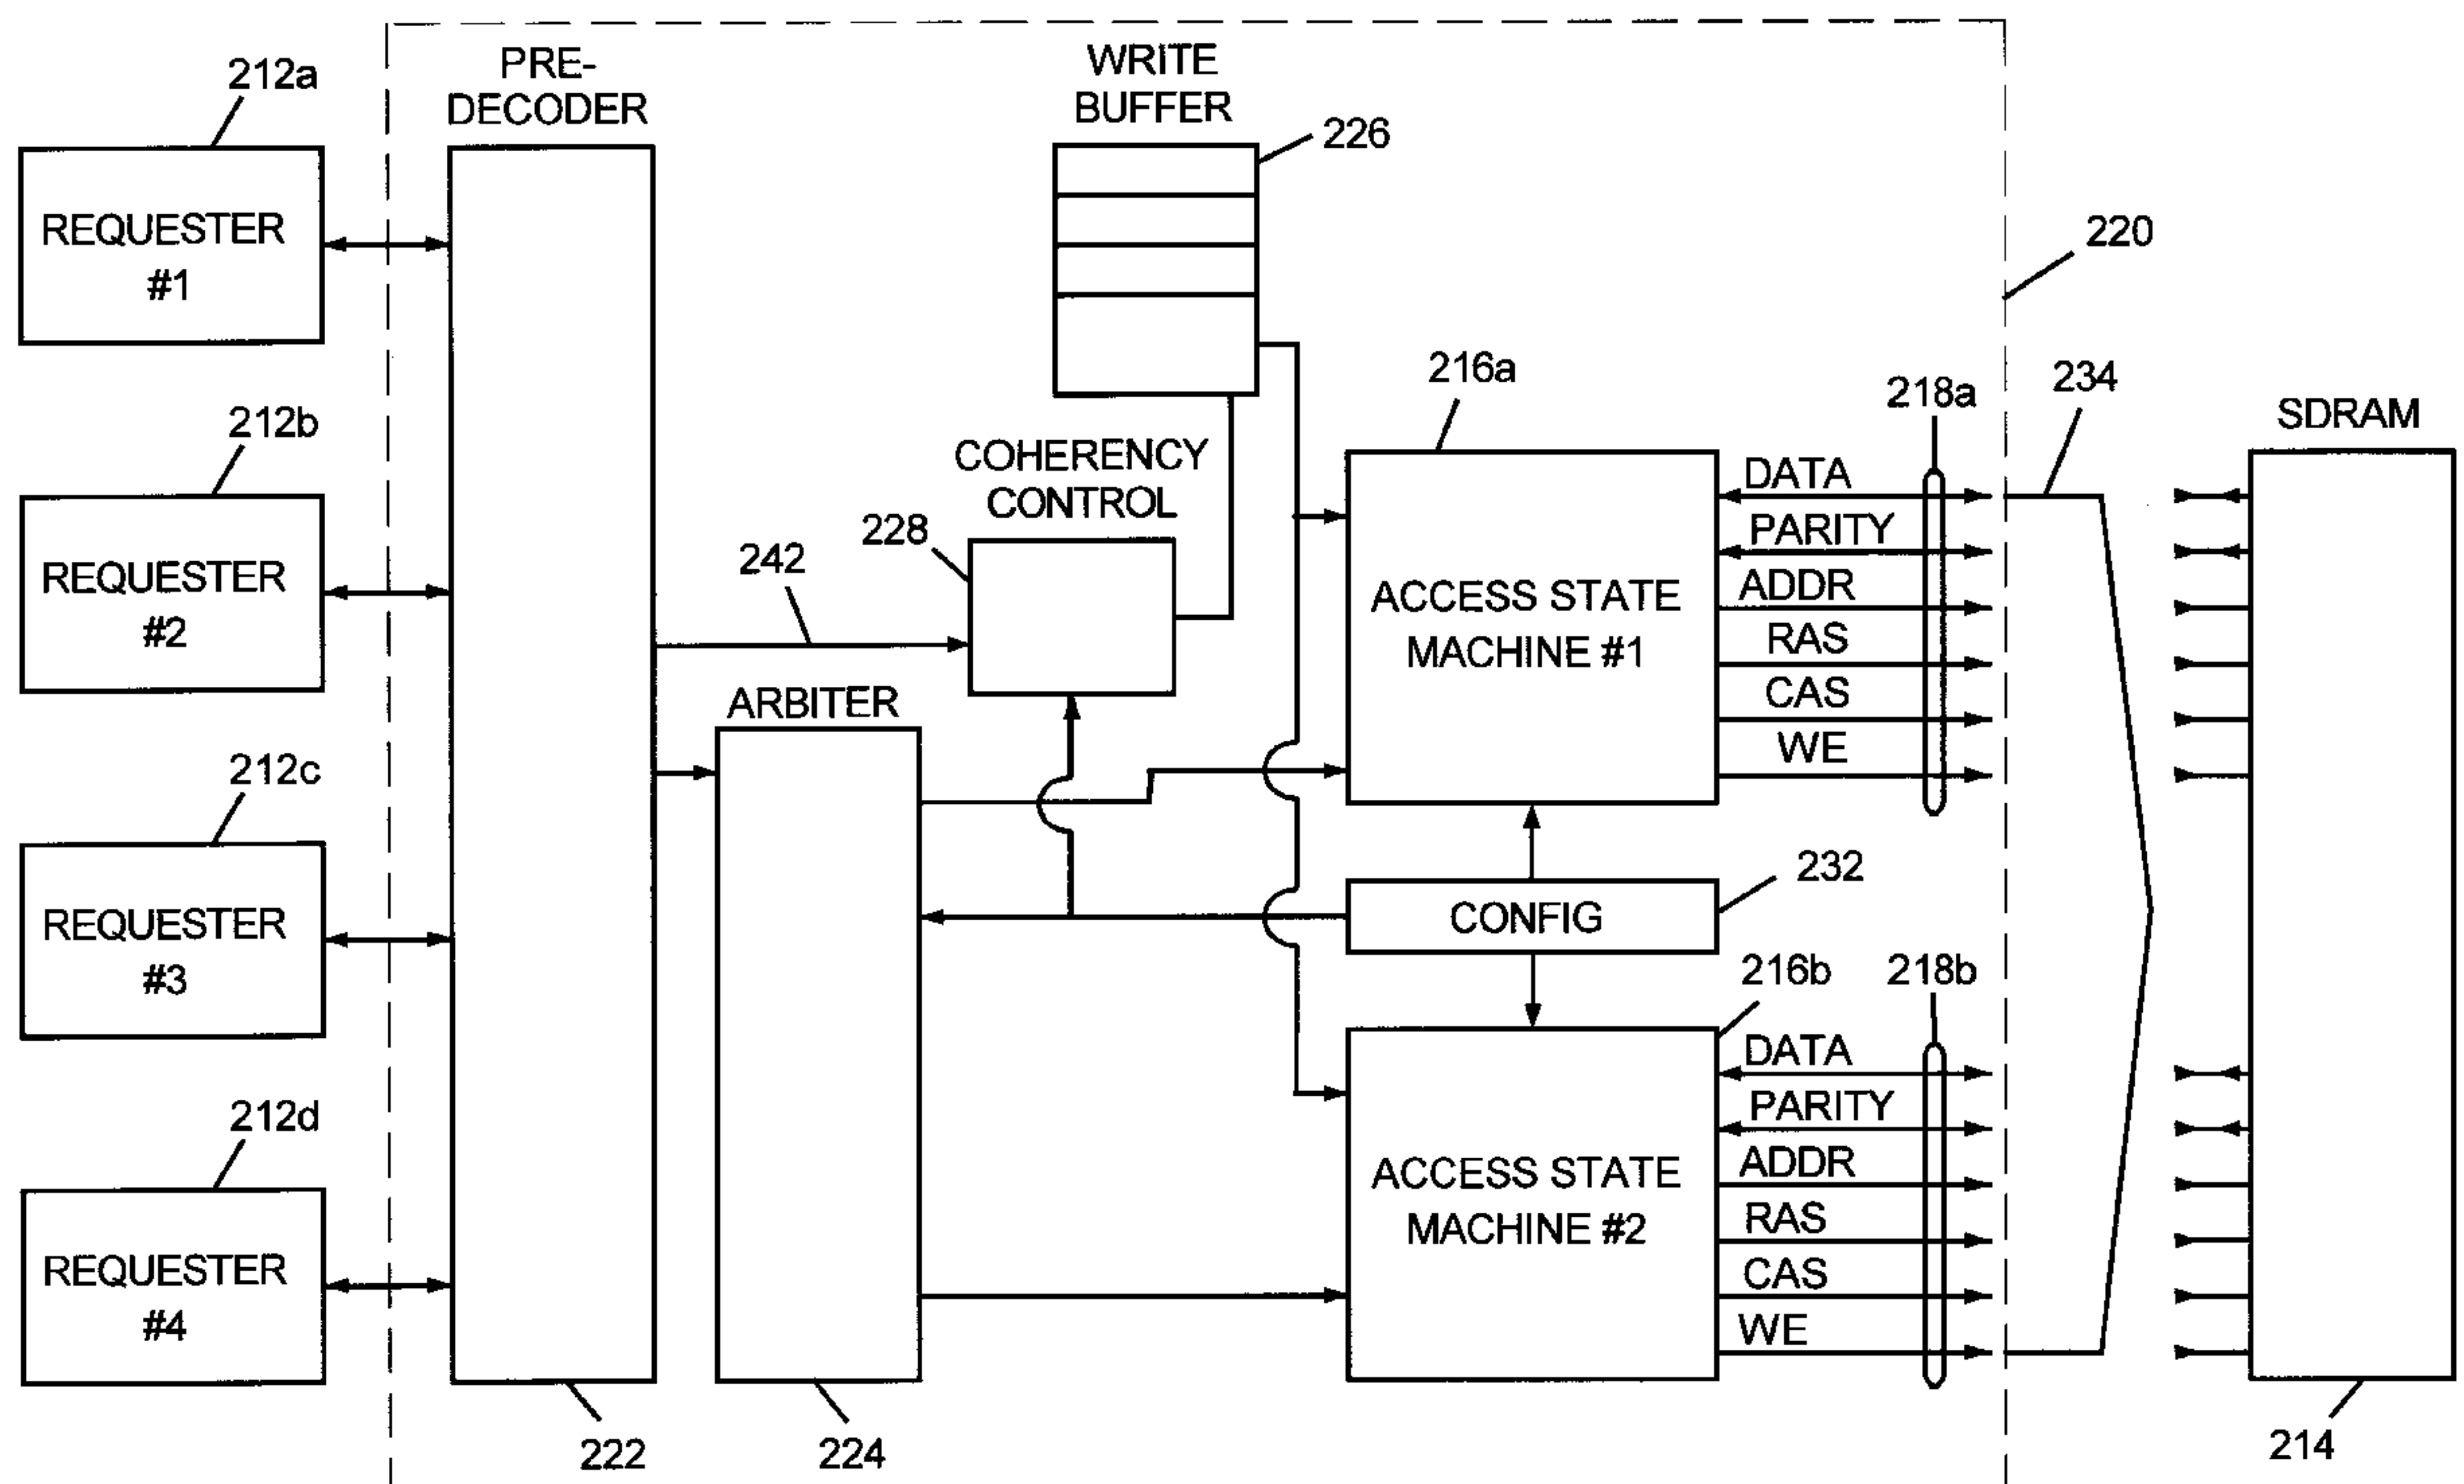 212a
REQUESTER
#1
212b
REQUESTER
#2
212c
REQUESTER
#3
212d
REQUESTER
#4
PRE-
DECODER
222
ARBITER
224
242
WRITE
BUFFER
226
COHERENCY
CONTROL
228
216a
ACCESS STATE
MACHINE #1
DATA
PARITY
ADDR
RAS
CAS
WE
218a
CONFIG
232
216b
ACCESS STATE
MACHINE #2
DATA
PARITY
ADDR
RAS
CAS
WE
218b
220
234
SDRAM
214